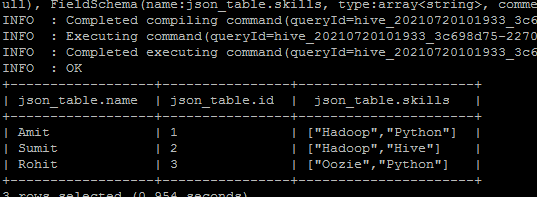 ull), FieldSchema(name:json_table.skills, type:array<string>, comme
INFO  : Completed compiling command(queryId=hive_20210720101933_3c6
INFO  : Executing command(queryId=hive_20210720101933_3c698d75-2270
INFO  : Completed executing command(queryId=hive_20210720101933_3c6
INFO  : OK
+------------------+----------------+----------------------+
| json_table.name  | json_table.id  |  json_table.skills   |
+------------------+----------------+----------------------+
| Amit             | 1              | ["Hadoop","Python"]  |
| Sumit            | 2              | ["Hadoop","Hive"]    |
| Rohit            | 3              | ["Oozie","Python"]   |
+------------------+----------------+----------------------+
3 rows selected (0.954 seconds)